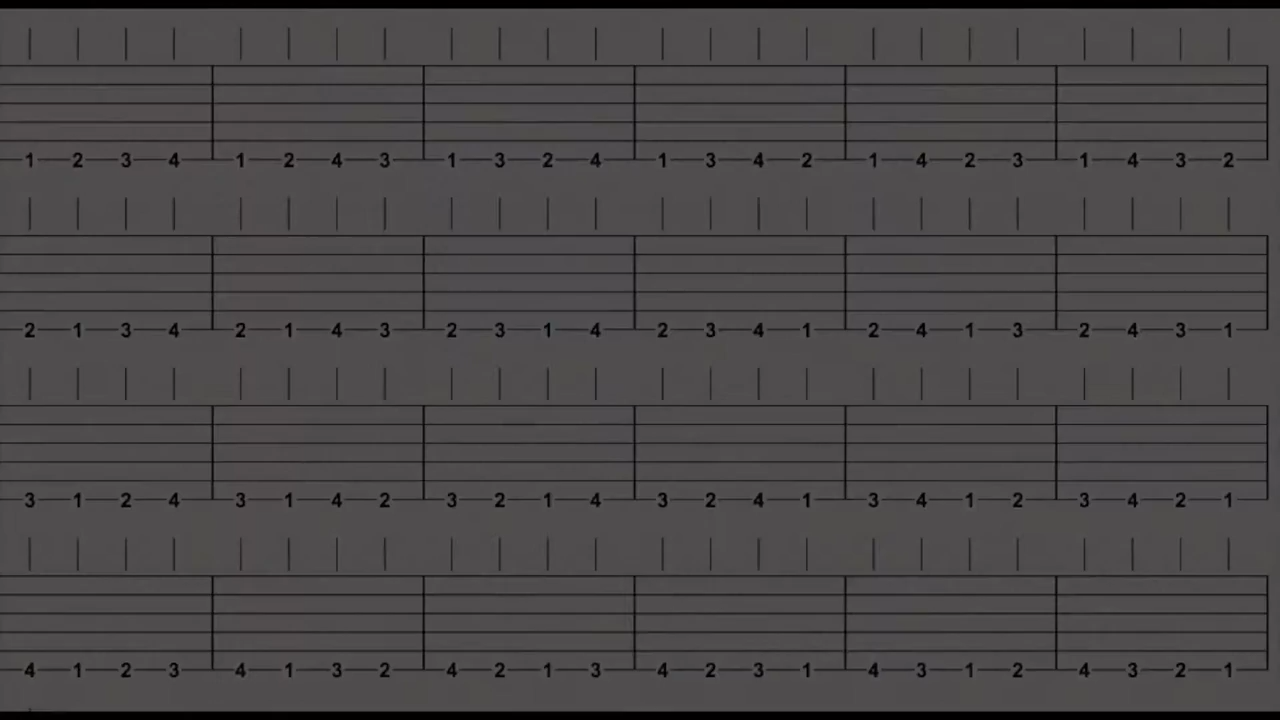 1 2 3 4 1 2 4 3 1 3 2 4 1 3 4 2 1 4 2 3 1 4 3 2
2 1 3 4 2 1 4 3 2 3 1 4 2 3 4 1 2 4 1 3 2 4 3 1
3 1 2 4 3 1 4 2 3 2 1 4 3 2 4 1 3 4 1 2 3 4 2 1
4 1 2 3 4 1 3 2 4 2 1 3 4 2 3 1 4 3 1 2 4 3 2 1